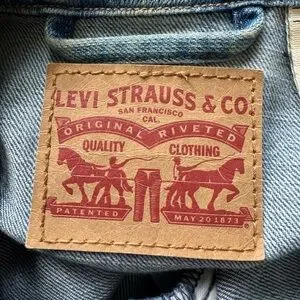 LEVI STRAUSS & CO.
SAN FRANCISCO
CAL.
ORIGINAL RIVETED
QUALITY CLOTHING
PATENTED MAY 20 1873
®